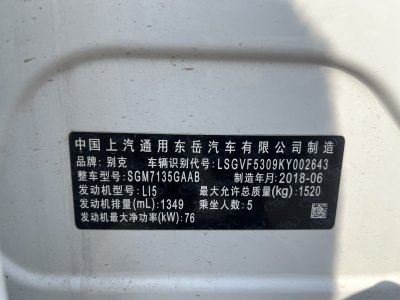 中国上汽通用东岳汽车有限公司制造
品牌：别克 车辆识别代号：LSGVF5309KY002643
整车型号：SGM7135GAAB 制造年月：2018-06
发动机型号：LI5 最大允许总质量(kg)：1520
发动机排量(mL)：1349 乘坐人数：5
发动机最大净功率(kW)：76